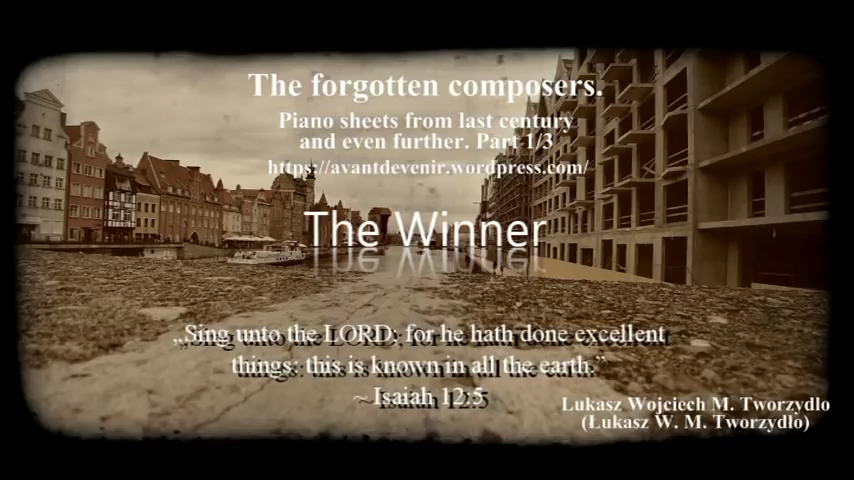 The forgotten composers.
Piano sheets from last century
and even further. Part 1/3
https://avantdevenir.wordpress.com/
The Winner
„Sing unto the LORD; for he hath done excellent
things: this is known in all the earth.”
~ Isaiah 12:5
Lukasz Wojciech M. Tworzydlo
(Łukasz W. M. Tworzydło)